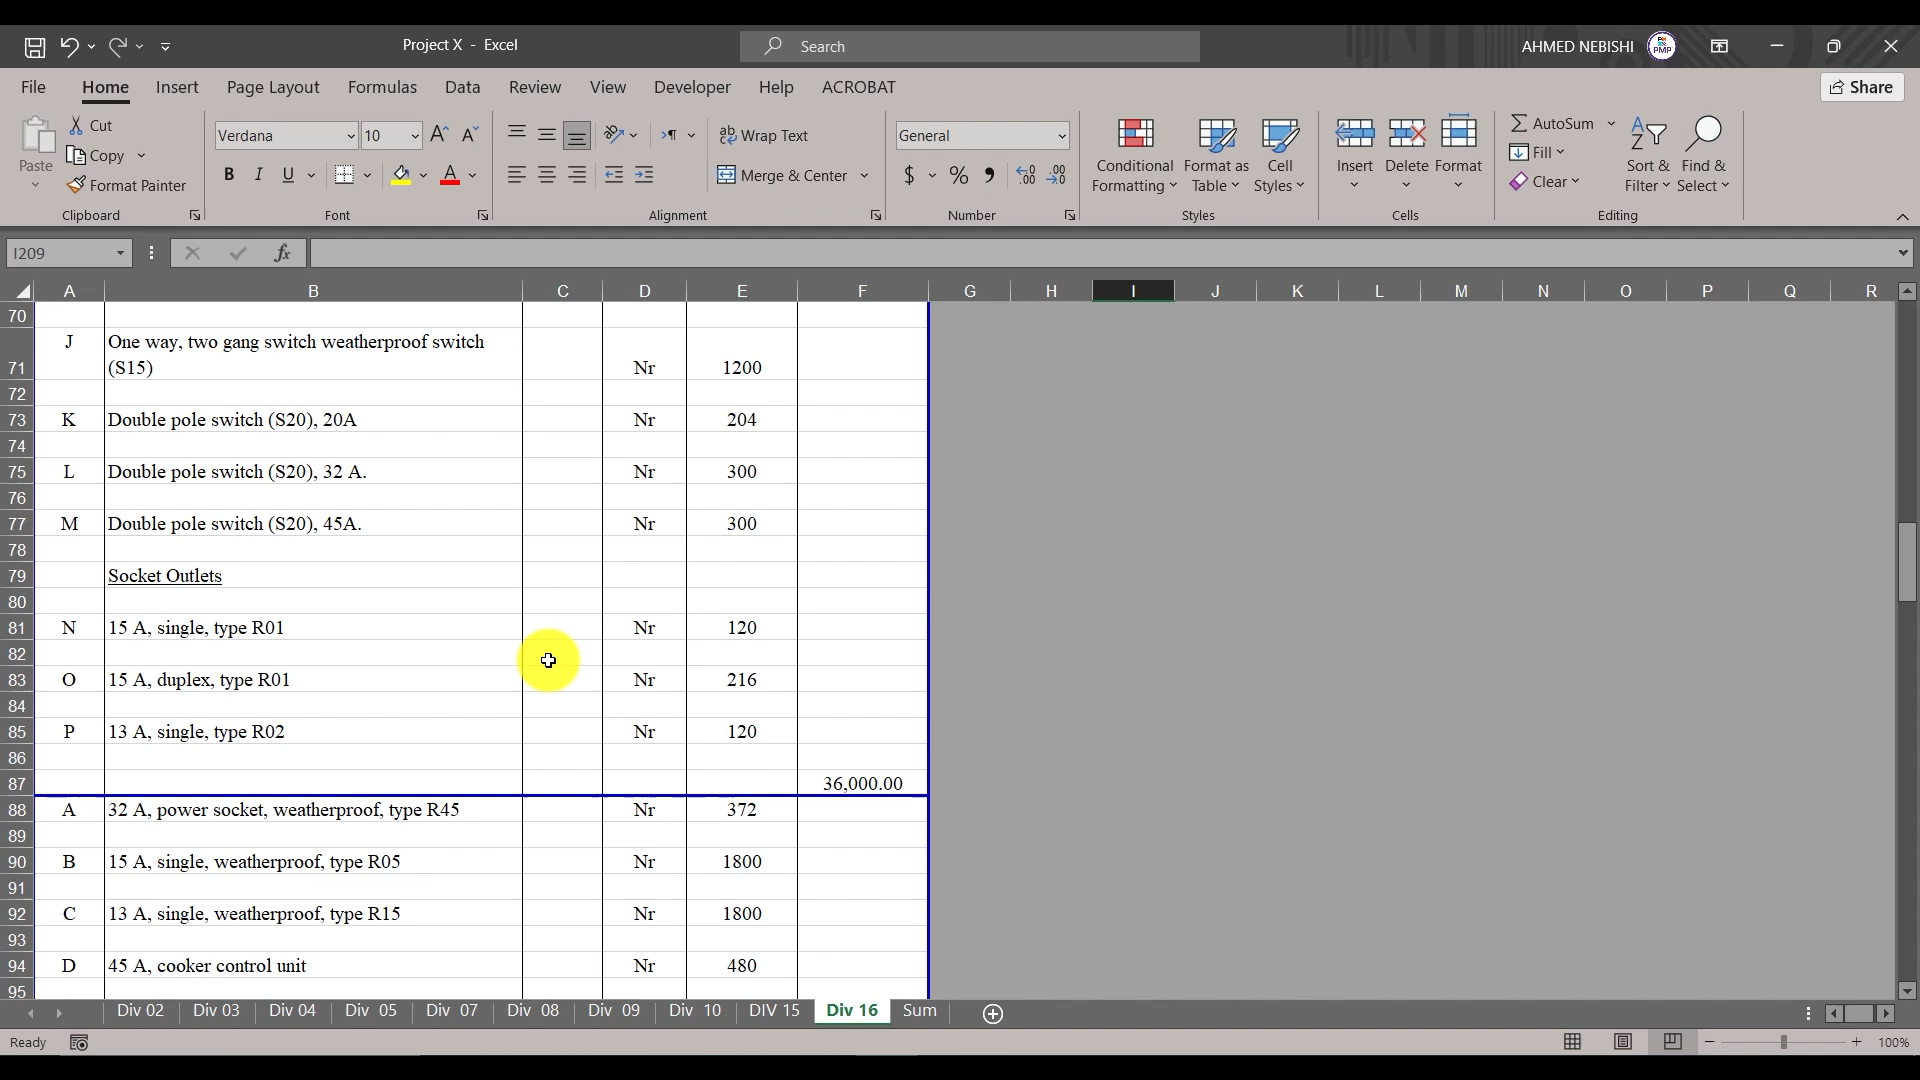 Project X - Excel
Search
AHMED NEBISHI
PMP
File Home Insert Page Layout Formulas Data Review View Developer Help ACROBAT
Share
Paste
Cut
Copy
Format Painter
Clipboard
Verdana 10
B I U
Font
Wrap Text
Merge & Center
Alignment
General
$ % 9
Number
Conditional Formatting
Format as Table
Cell Styles
Styles
Insert Delete Format
Cells
AutoSum
Fill
Clear
Sort & Filter
Find & Select
Editing
I209
fx
A B C D E F G H I J K L M N O P Q R
70
71 J One way, two gang switch weatherproof switch (S15) Nr 1200
72
73 K Double pole switch (S20), 20A Nr 204
74
75 L Double pole switch (S20), 32 A. Nr 300
76
77 M Double pole switch (S20), 45A. Nr 300
78
79 Socket Outlets
80
81 N 15 A, single, type R01 Nr 120
82
83 O 15 A, duplex, type R01 Nr 216
84
85 P 13 A, single, type R02 Nr 120
86
87 36,000.00
88 A 32 A, power socket, weatherproof, type R45 Nr 372
89
90 B 15 A, single, weatherproof, type R05 Nr 1800
91
92 C 13 A, single, weatherproof, type R15 Nr 1800
93
94 D 45 A, cooker control unit Nr 480
95
Div 02 Div 03 Div 04 Div 05 Div 07 Div 08 Div 09 Div 10 DIV 15 Div 16 Sum
Ready
100%